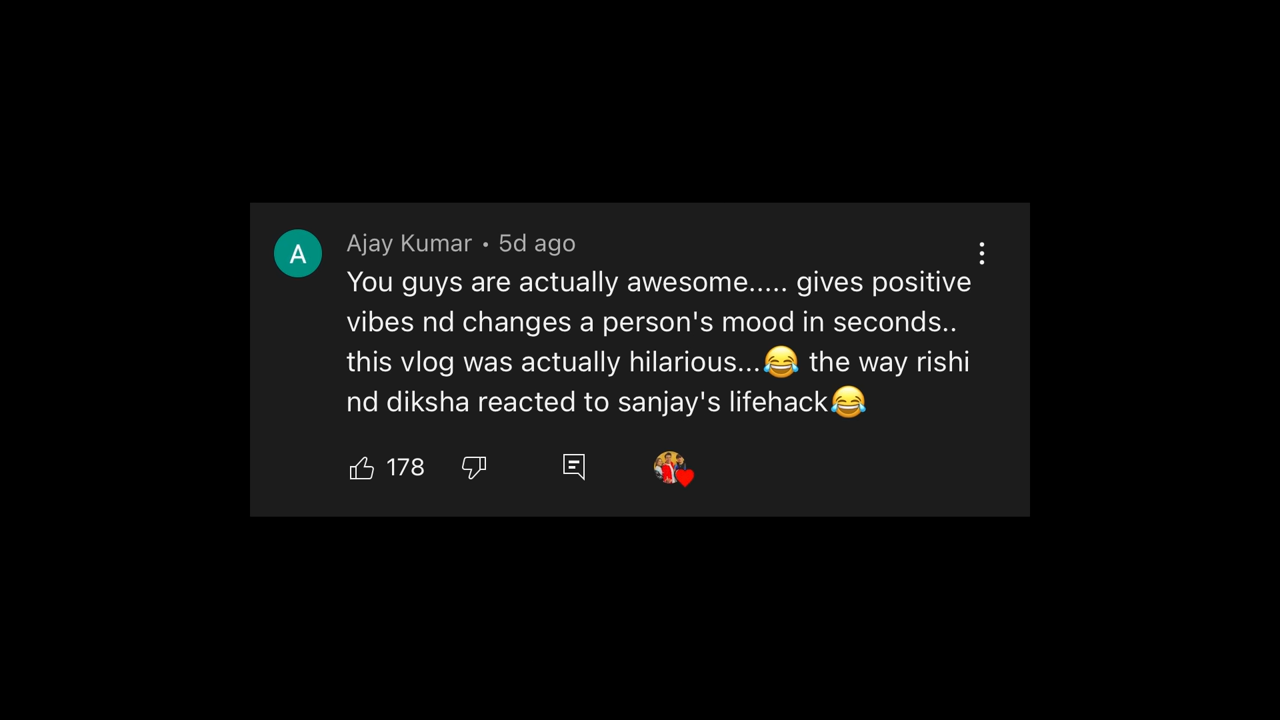 A
Ajay Kumar • 5d ago
You guys are actually awesome..... gives positive
vibes nd changes a person's mood in seconds..
this vlog was actually hilarious...😂 the way rishi
nd diksha reacted to sanjay's lifehack😂
178